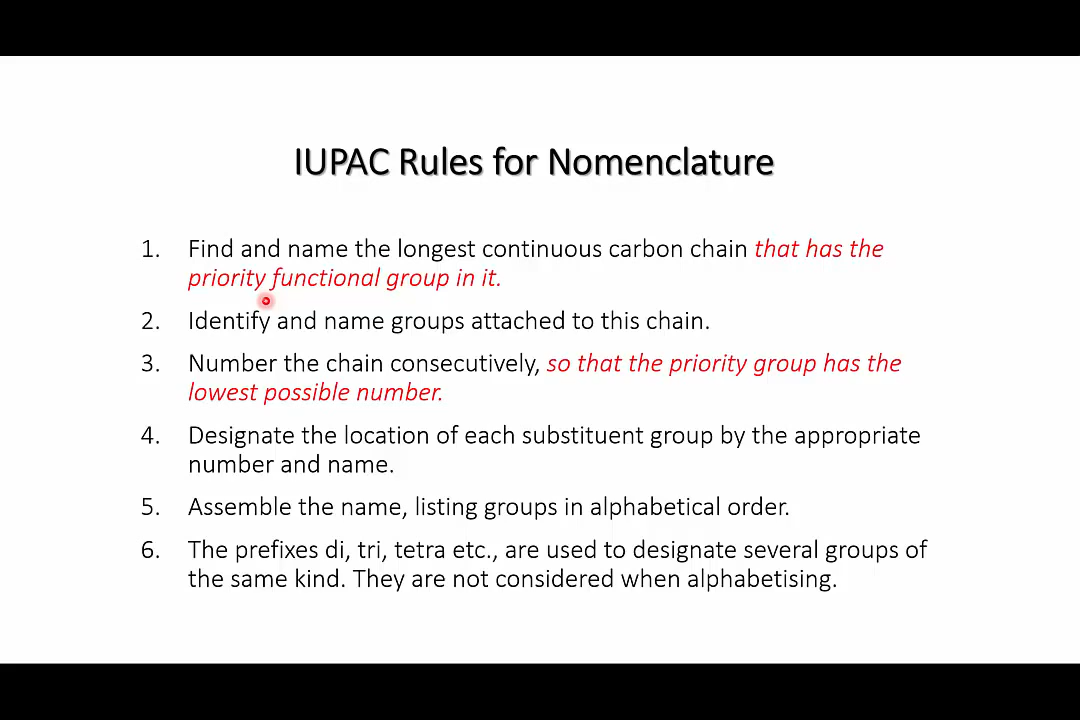 IUPAC Rules for Nomenclature
1. Find and name the longest continuous carbon chain that has the
priority functional group in it.
2. Identify and name groups attached to this chain.
3. Number the chain consecutively, so that the priority group has the
lowest possible number.
4. Designate the location of each substituent group by the appropriate
number and name.
5. Assemble the name, listing groups in alphabetical order.
6. The prefixes di, tri, tetra etc., are used to designate several groups of
the same kind. They are not considered when alphabetising.